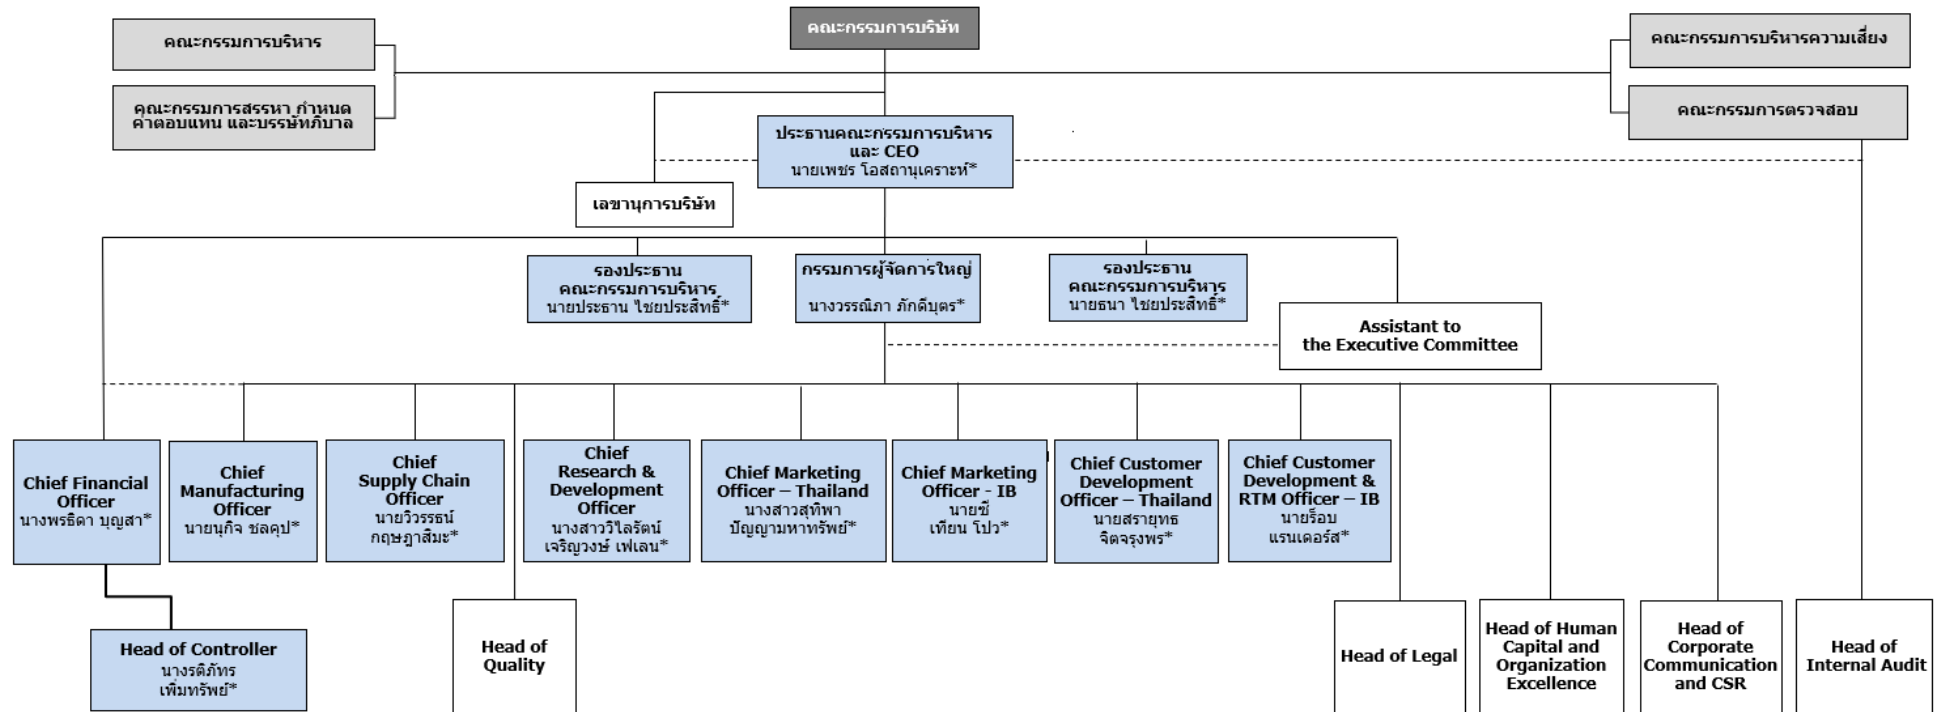 คณะกรรมการบริษัท
คณะกรรมการบริหาร
คณะกรรมการบริหารความเสี่ยง
คณะกรรมการสรรหา กำหนด
ค่าตอบแทน และบรรษัทภิบาล
คณะกรรมการตรวจสอบ
ประธานคณะกรรมการบริหาร
และ CEO
นายเพชร โอสถานุเคราะห์*
เลขานุการบริษัท
รองประธาน
คณะกรรมการบริหาร
นายประธาน ไชยประสิทธิ์*
กรรมการผู้จัดการใหญ่
นางวรรณิภา ภักดีบุตร*
รองประธาน
คณะกรรมการบริหาร
นายธนา ไชยประสิทธิ์*
Assistant to
the Executive Committee
Chief Financial
Officer
นางพรธิดา บุญสา*
Chief
Manufacturing
Officer
นายนุกิจ ชลคุป*
Chief
Supply Chain
Officer
นายวิวรรธน์
กฤษฎาสิมะ*
Chief
Research &
Development
Officer
นางสาววิไลรัตน์
เจริญวงษ์ เฟเลน*
Chief Marketing
Officer – Thailand
นางสาวสุทิพา
ปัญญามหาทรัพย์*
Chief Marketing
Officer - IB
นายซี
เทียน โปว*
Chief Customer
Development
Officer – Thailand
นายสรายุทธ
จิตจรุงพร*
Chief Customer
Development &
RTM Officer – IB
นายร็อบ
แรนเดอร์ส*
Head of Controller
นางรติภัทร
เพิ่มทรัพย์*
Head of
Quality
Head of Legal
Head of Human
Capital and
Organization
Excellence
Head of
Corporate
Communication
and CSR
Head of
Internal Audit